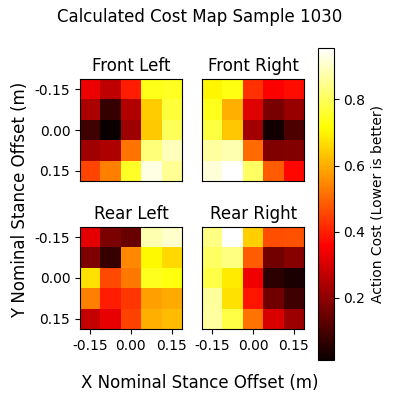 Calculated Cost Map Sample 1030
Front Left
Front Right
-0.15
0.00
0.15
Rear Left
Rear Right
-0.15
0.00
0.15
-0.15
0.00
0.15
-0.15
0.00
0.15
Y Nominal Stance Offset (m)
X Nominal Stance Offset (m)
0.8
0.6
0.4
0.2
Action Cost (Lower is better)